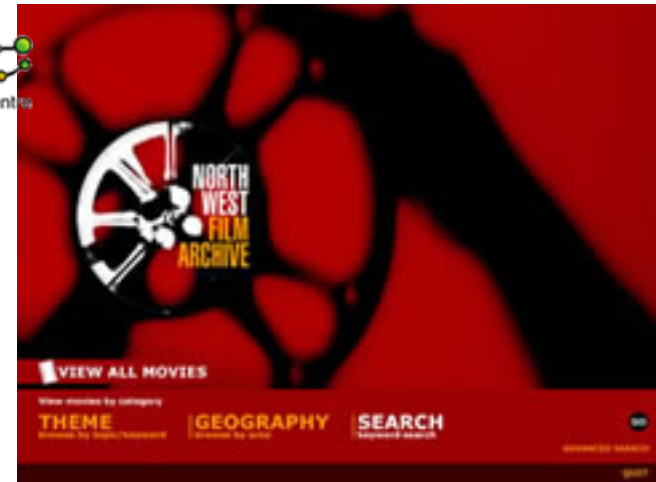 NORTH
WEST
FILM
ARCHIVE
VIEW ALL MOVIES
View movies by category
THEME
browse by topic/keyword
GEOGRAPHY
browse by area
SEARCH
keyword search
GO
ADVANCED SEARCH
QUIT